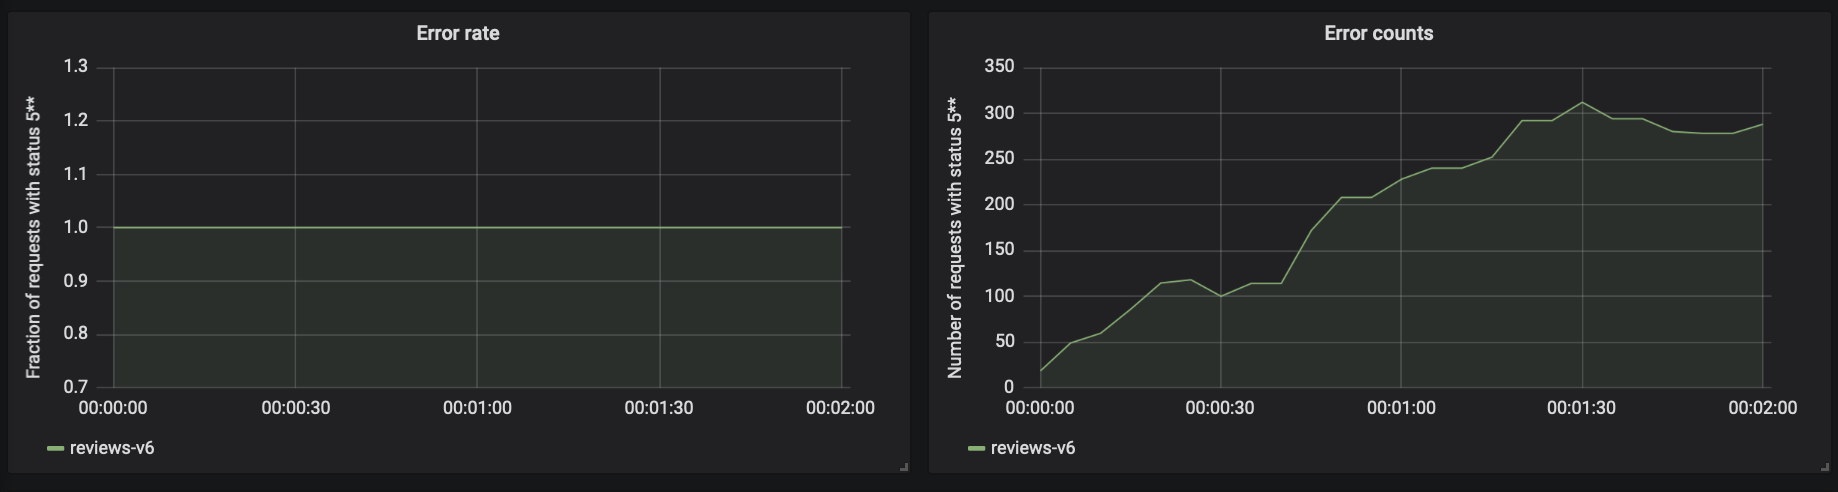 Error rate
Fraction of requests with status 5**
1.3
1.2
1.1
1.0
0.9
0.8
0.7
00:00:00 00:00:30 00:01:00 00:01:30 00:02:00
reviews-v6
Error counts
Number of requests with status 5**
350
300
250
200
150
100
50
0
00:00:00 00:00:30 00:01:00 00:01:30 00:02:00
reviews-v6